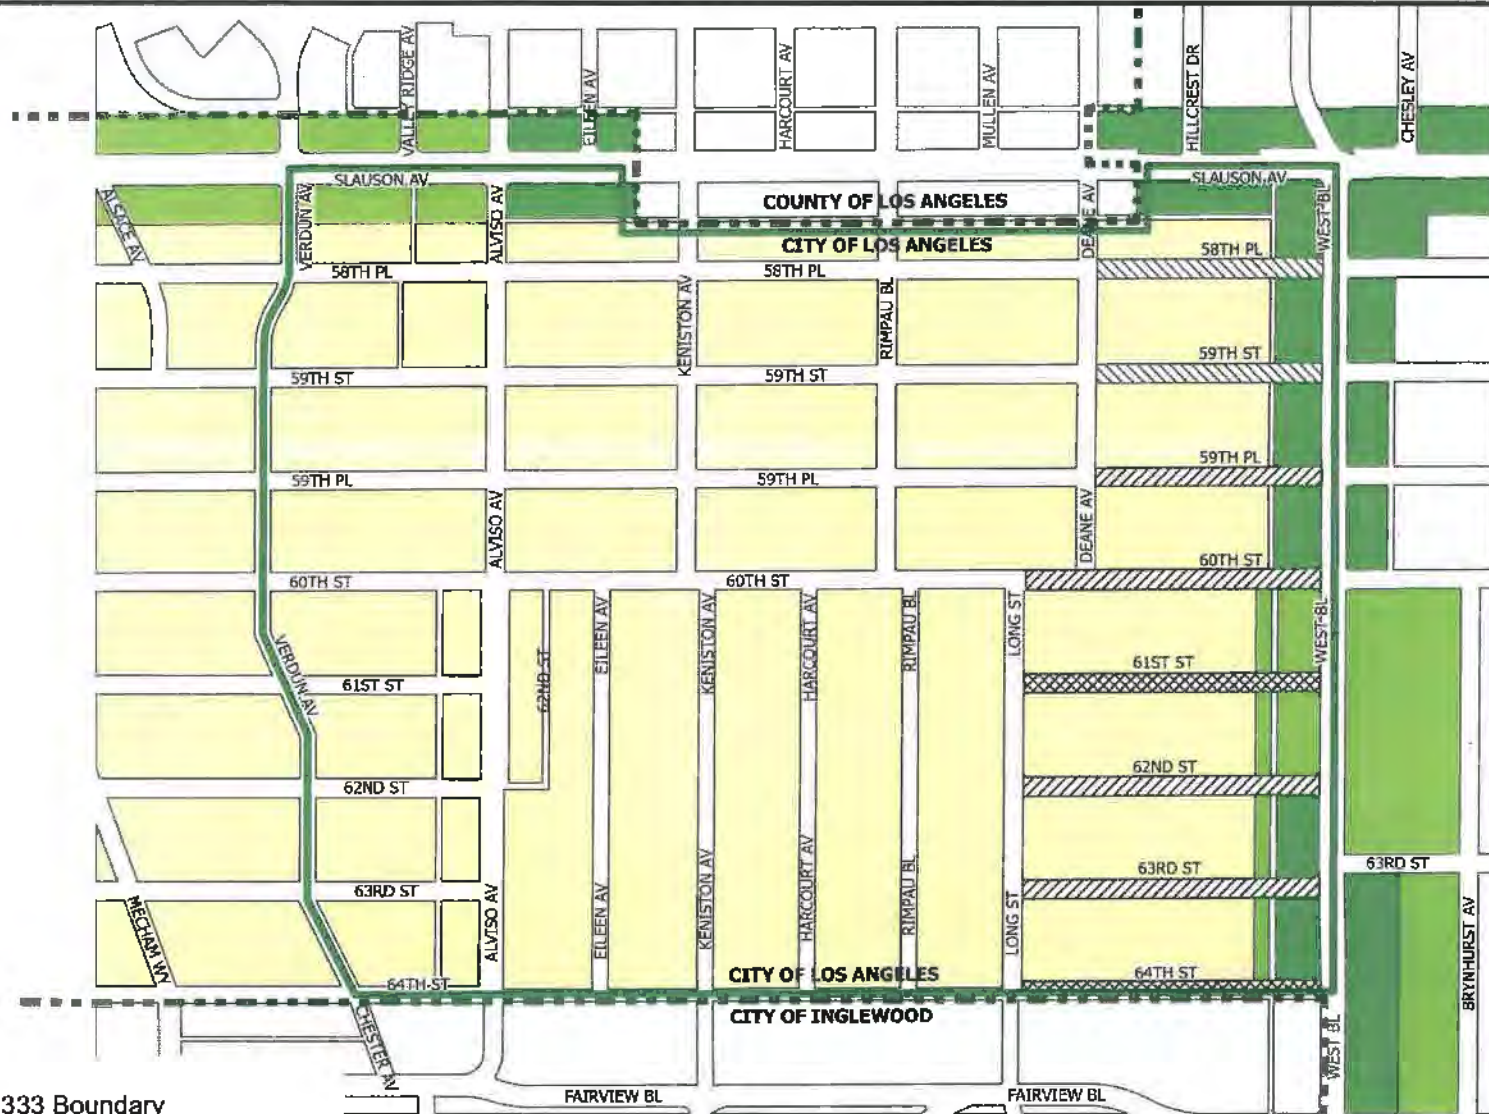 VALLEY RIDGE AV
EILEEN AV
HARCOURT AV
MULLEN AV
HILLCREST DR
CHESLEY AV
SLAUSON AV
SLAUSON AV
ALSACE AV
VERDUN AV
ALVISO AV
COUNTY OF LOS ANGELES
CITY OF LOS ANGELES
DEANE AV
WEST BL
58TH PL
58TH PL
58TH PL
KENISTON AV
RIMPAU BL
59TH ST
59TH ST
59TH ST
59TH PL
59TH PL
59TH PL
ALVISO AV
DEANE AV
60TH ST
60TH ST
60TH ST
VERDUN AV
62ND ST
EILEEN AV
KENISTON AV
HARCOURT AV
RIMPAU BL
LONG ST
WEST BL
61ST ST
61ST ST
62ND ST
62ND ST
63RD ST
63RD ST
63RD ST
MECHAM WY
ALVISO AV
EILEEN AV
KENISTON AV
HARCOURT AV
RIMPAU BL
LONG ST
BRYNHURST AV
64TH ST
CITY OF LOS ANGELES
64TH ST
CITY OF INGLEWOOD
CHESTER AV
WEST BL
FAIRVIEW BL
FAIRVIEW BL
333 Boundary